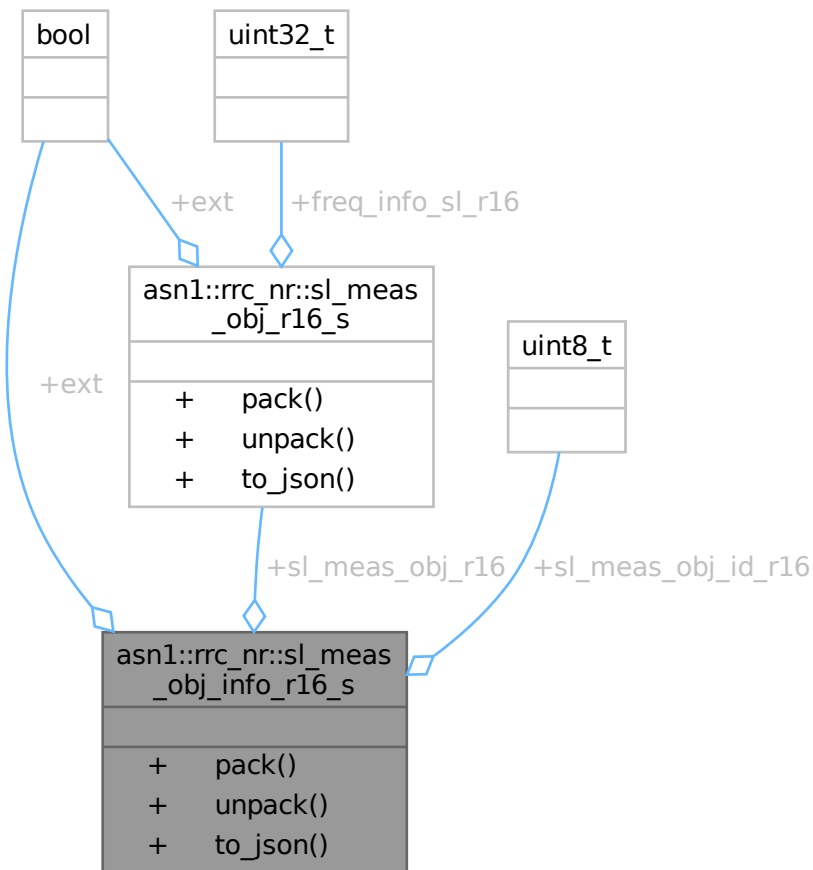 bool
uint32_t
+ext
+freq_info_sl_r16
asn1::rrc_nr::sl_meas
_obj_r16_s
+ pack()
+ unpack()
+ to_json()
uint8_t
+ext
+sl_meas_obj_r16
+sl_meas_obj_id_r16
asn1::rrc_nr::sl_meas
_obj_info_r16_s
+ pack()
+ unpack()
+ to_json()